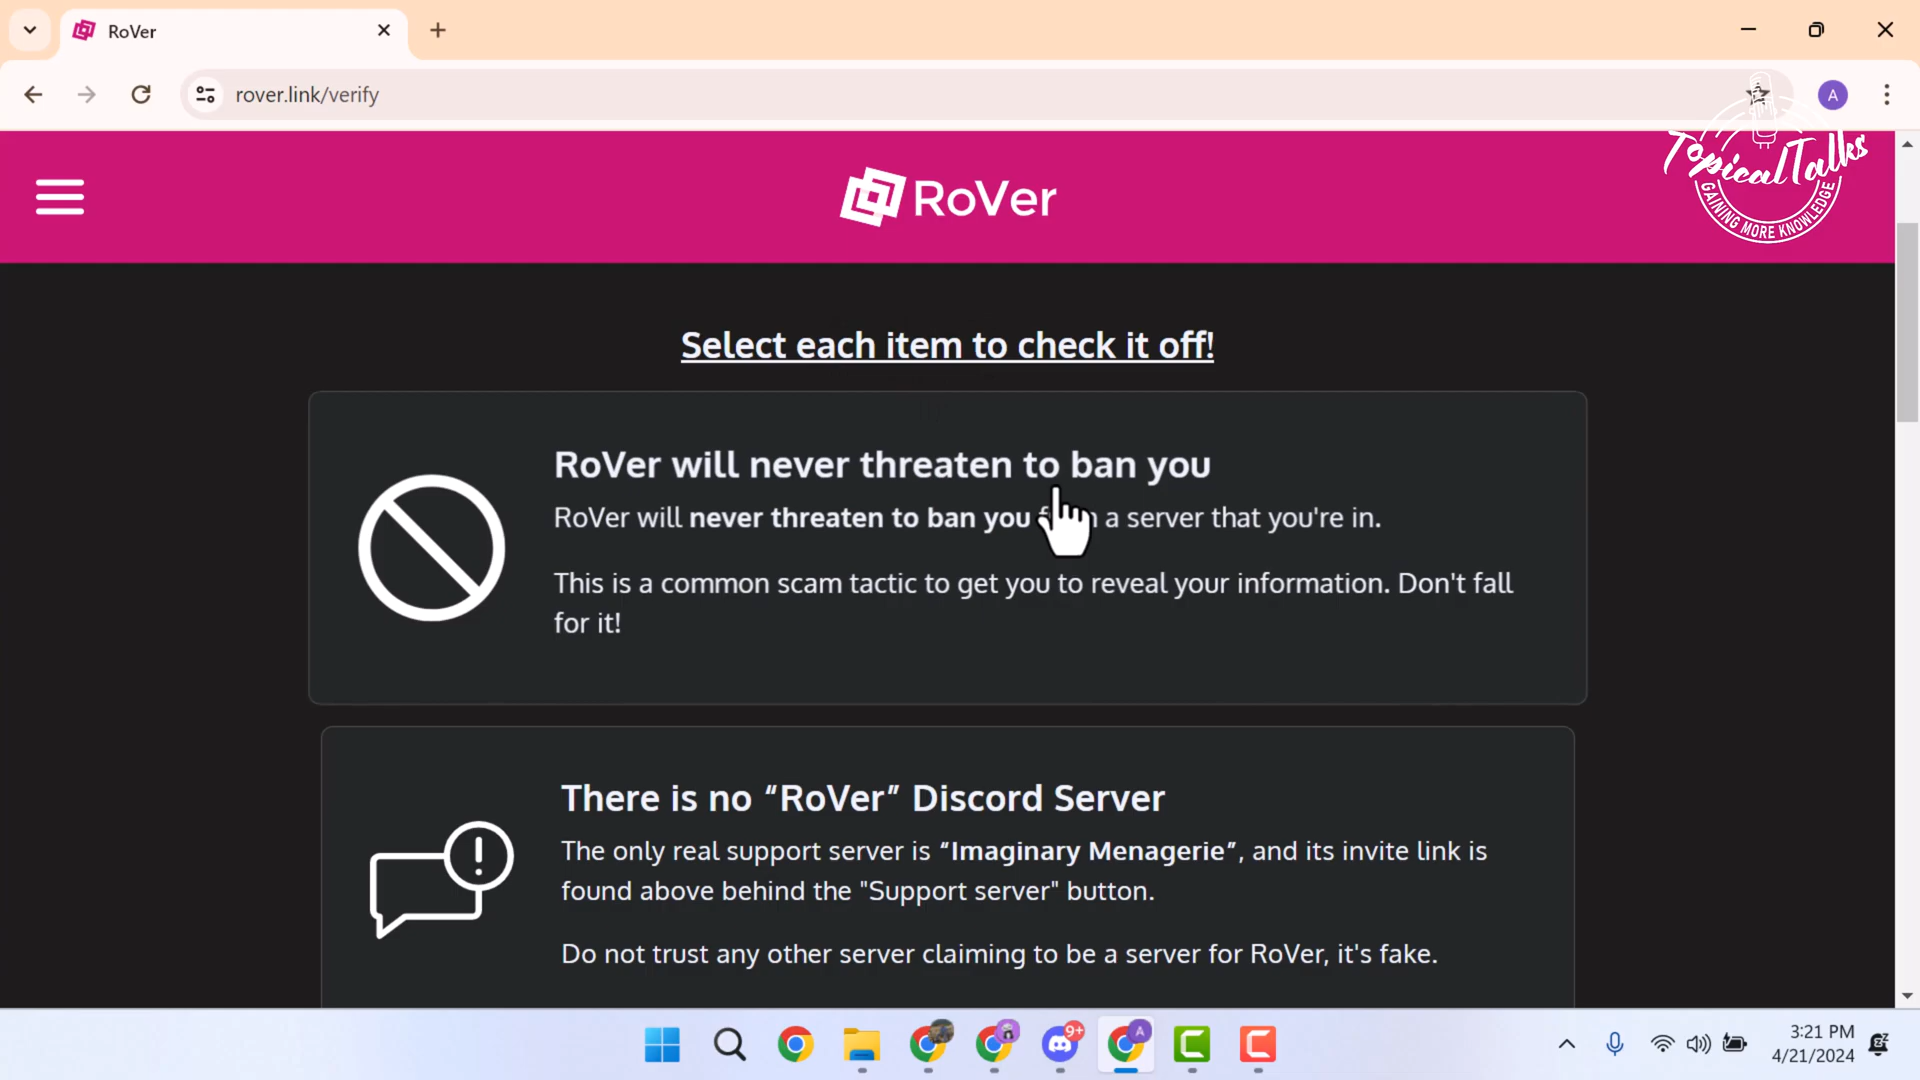 RoVer
rover.link/verify
A
TopicalTalks
GAINING MORE KNOWLEDGE
RoVer
Select each item to check it off!
RoVer will never threaten to ban you
RoVer will never threaten to ban you a server that you're in.
This is a common scam tactic to get you to reveal your information. Don't fall
for it!
There is no “RoVer” Discord Server
The only real support server is “Imaginary Menagerie”, and its invite link is
found above behind the "Support server" button.
Do not trust any other server claiming to be a server for RoVer, it's fake.
9+
A
3:21 PM
4/21/2024